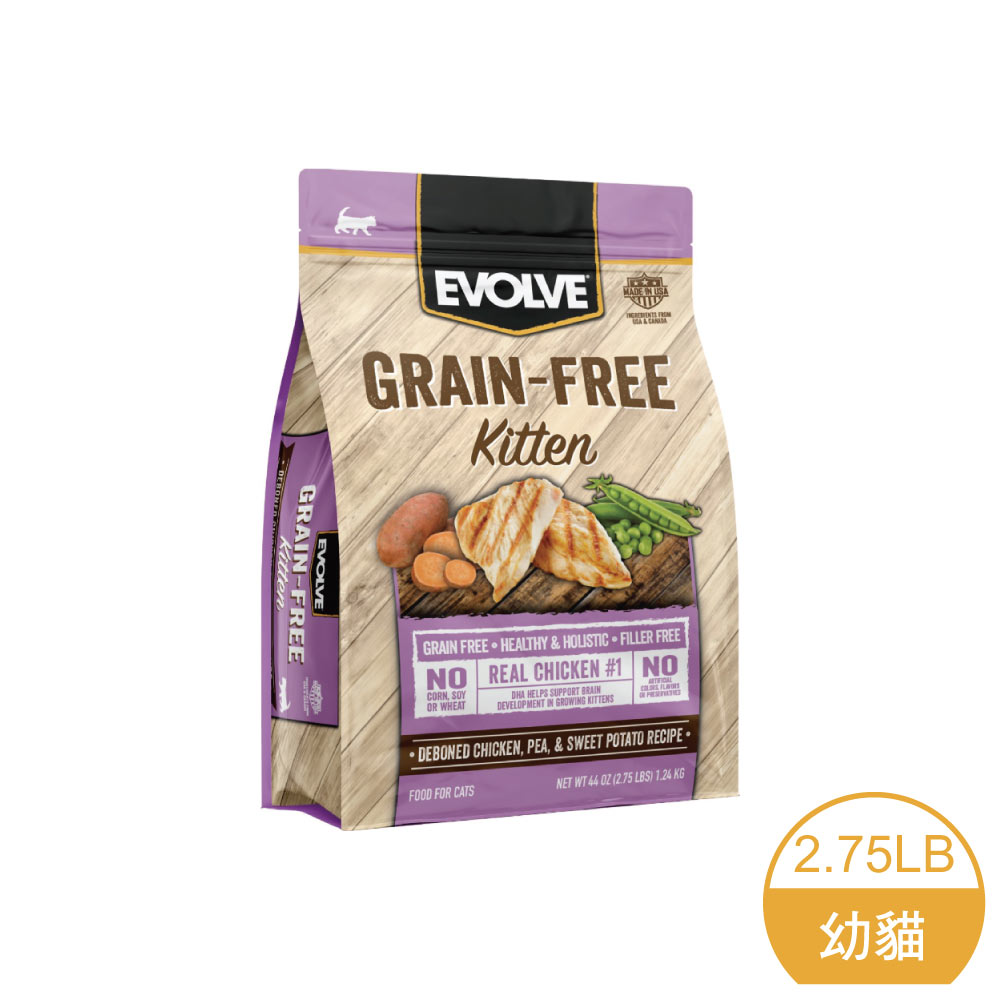 EVOLVE®
MADE IN USA
INGREDIENTS FROM
USA & CANADA
GRAIN-FREE
Kitten
GRAIN FREE • HEALTHY & HOLISTIC • FILLER FREE
NO
CORN, SOY
OR WHEAT
REAL CHICKEN #1
DHA HELPS SUPPORT BRAIN
DEVELOPMENT IN GROWING KITTENS
NO
ARTIFICIAL
COLORS, FLAVORS
OR PRESERVATIVES
• DEBONED CHICKEN, PEA, & SWEET POTATO RECIPE •
FOOD FOR CATS
NET WT 44 OZ (2.75 LBS) 1.24 KG
EVOLVE
GRAIN-FREE
Kitten
• DEBONED
2.75LB
幼貓